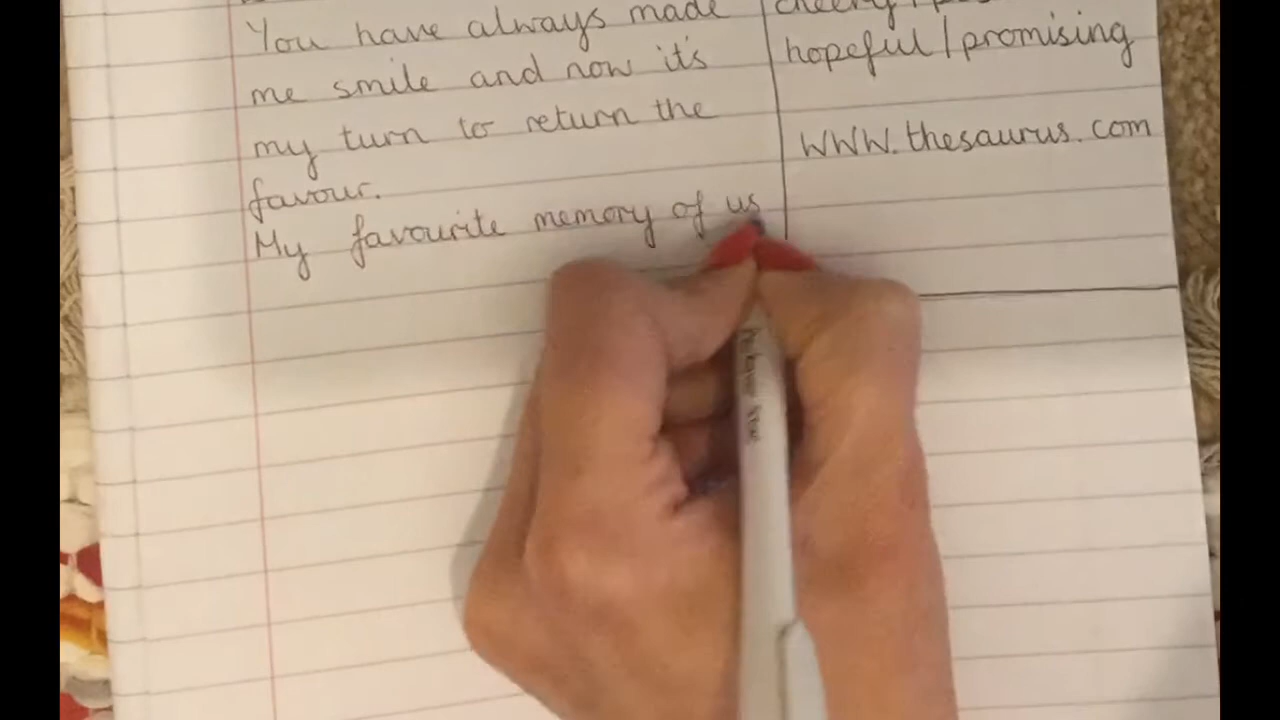 You have always made
me smile and now it's
my turn to return the
favour.
My favourite memory of us
hopeful / promising
WWW.thesaurus.com